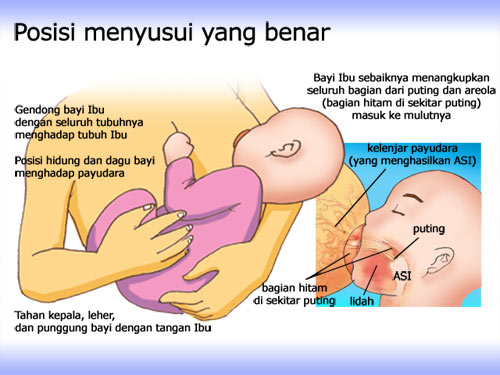 Posisi menyusui yang benar
Gendong bayi Ibu
dengan seluruh tubuhnya
menghadap tubuh Ibu
Posisi hidung dan dagu bayi
menghadap payudara
Tahan kepala, leher,
dan punggung bayi dengan tangan Ibu
Bayi Ibu sebaiknya menangkupkan
seluruh bagian dari puting dan areola
(bagian hitam di sekitar puting)
masuk ke mulutnya
kelenjar payudara
(yang menghasilkan ASI)
puting
ASI
lidah
bagian hitam
di sekitar puting